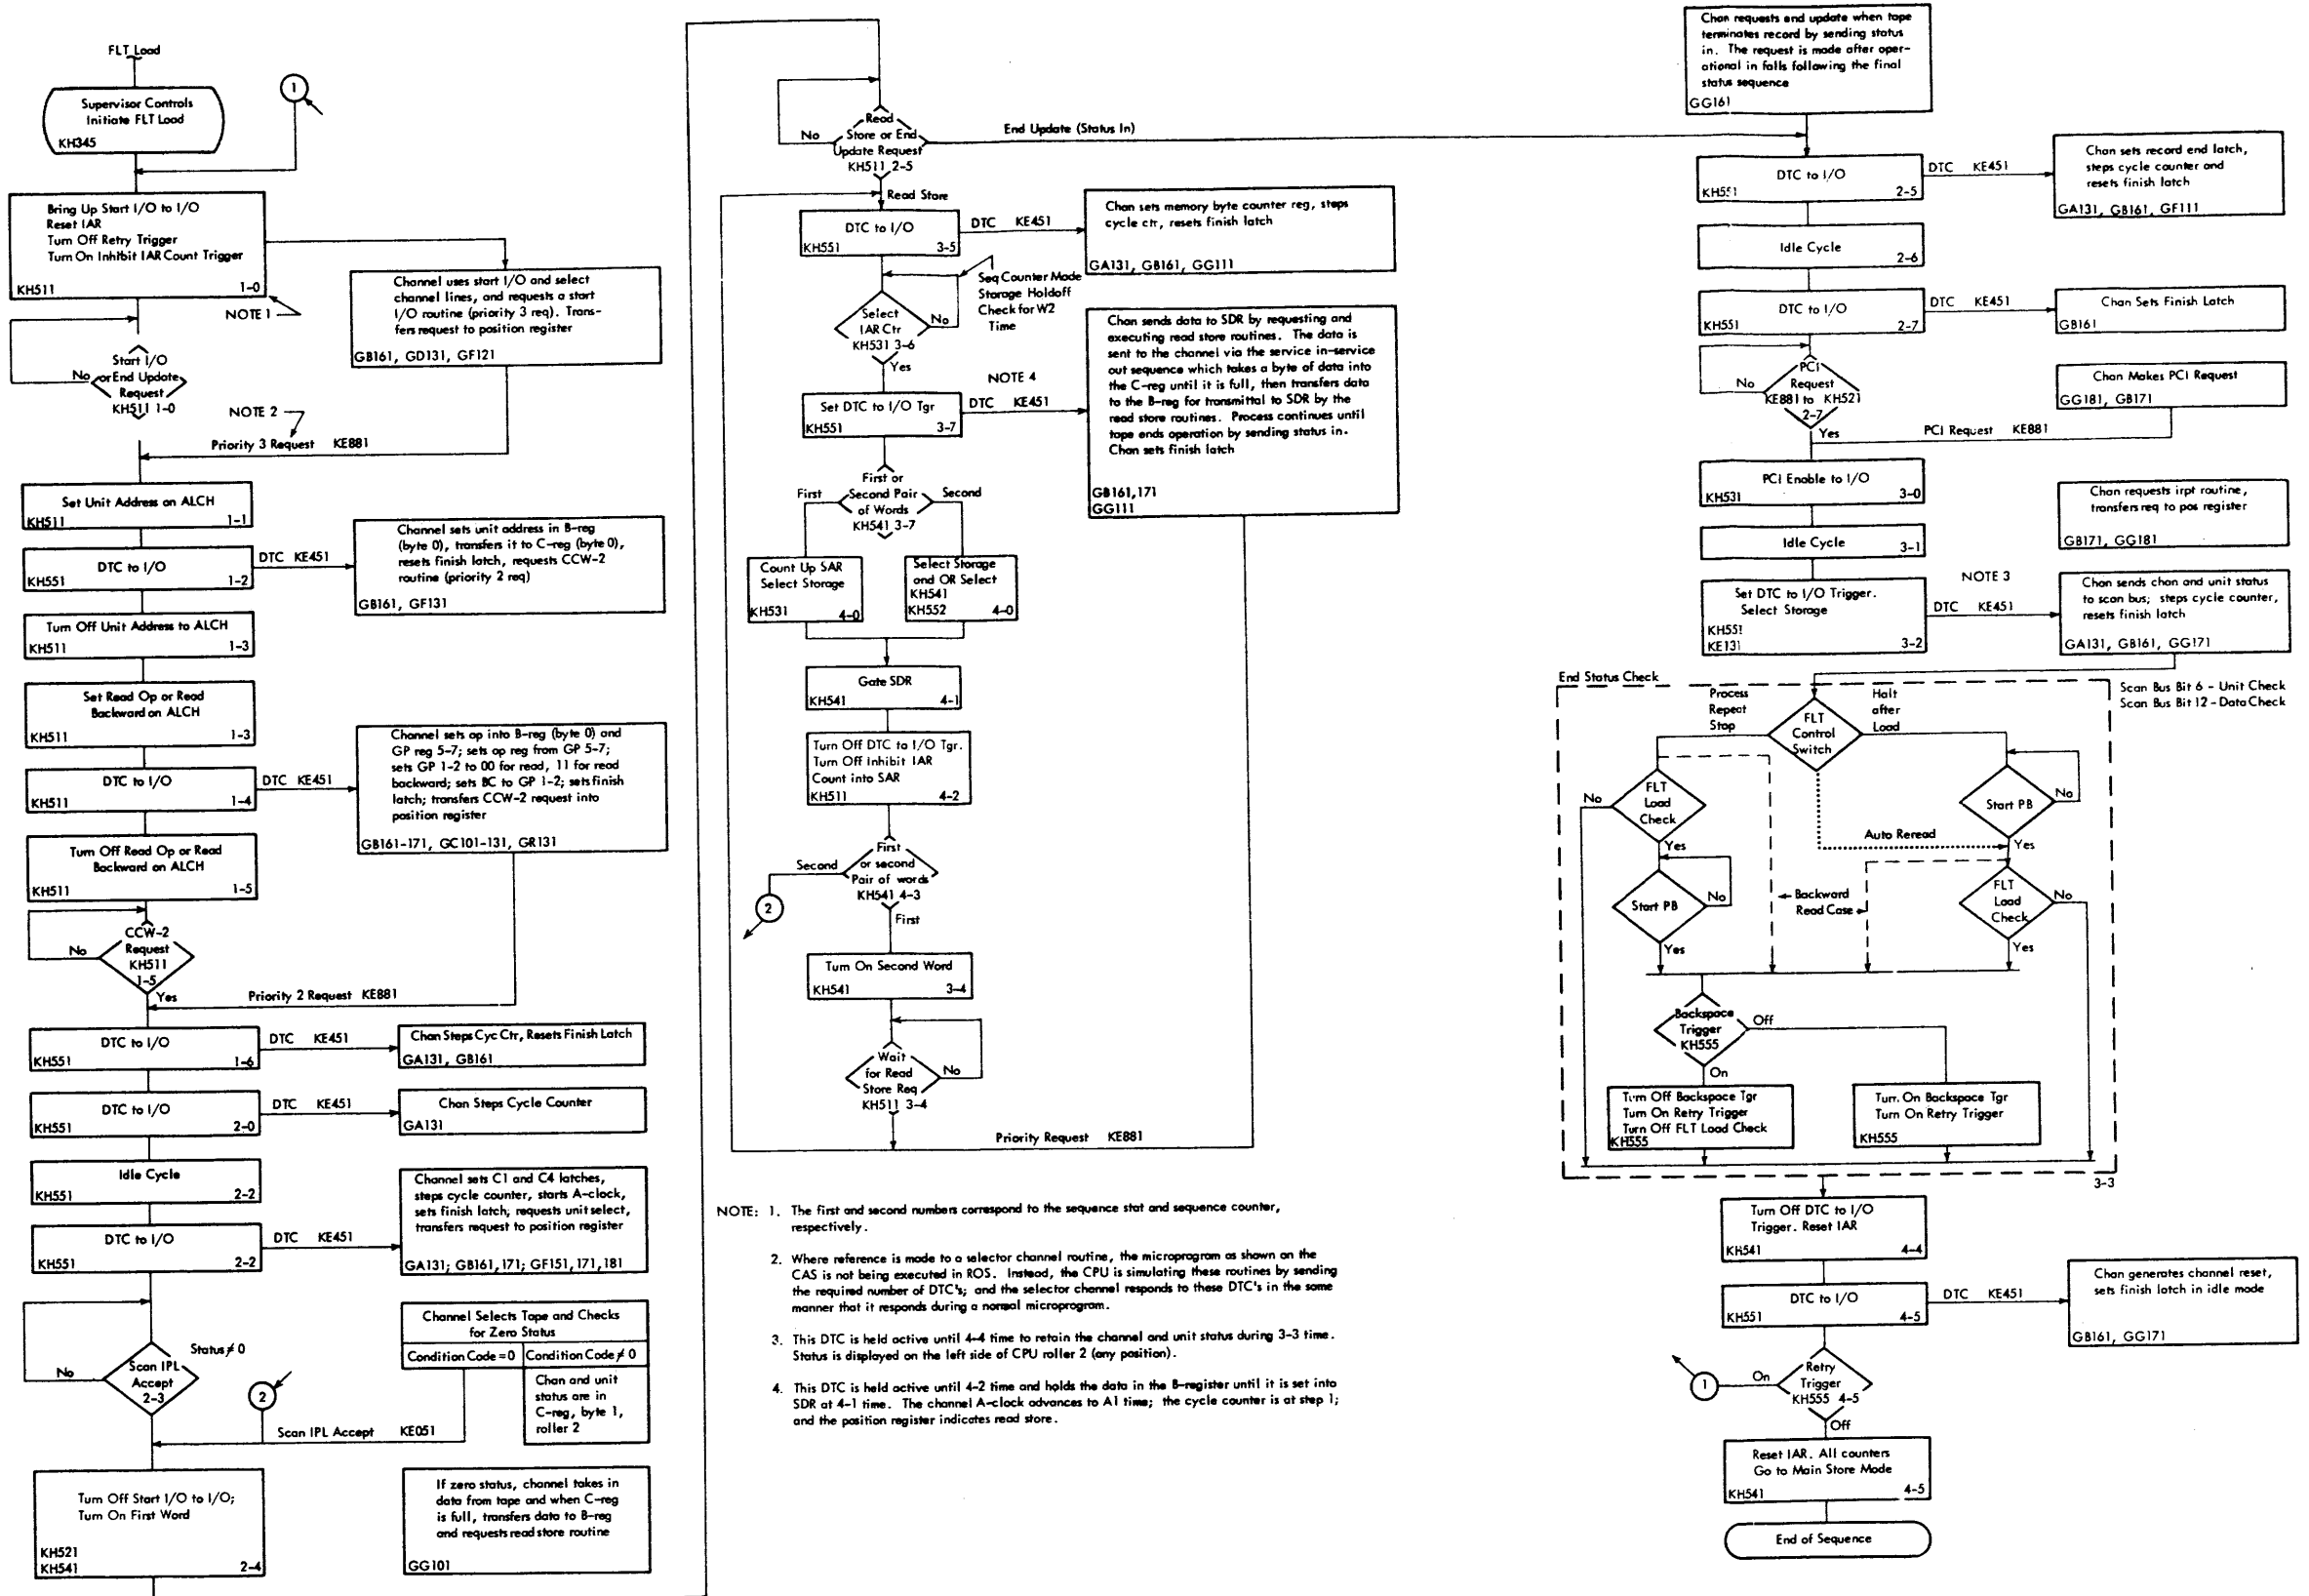 FLT Load
1
Supervisor Controls
Initiate FLT Load
KH345
Bring Up Start I/O to I/O
Reset IAR
Turn Off Retry Trigger
Turn On Inhibit IAR Count Trigger
KH511 1-0
NOTE 1
Channel uses start I/O and select
channel lines, and requests a start
I/O routine (priority 3 req). Trans-
fers request to position register
GB161, GD131, GF121
Start I/O
or End Update
Request
KH511 1-0
No
NOTE 2
Priority 3 Request KE881
Set Unit Address on ALCH
KH511 1-1
DTC to I/O
KH551 1-2
DTC KE451
Channel sets unit address in B-reg
(byte 0), transfers it to C-reg (byte 0),
resets finish latch, requests CCW-2
routine (priority 2 req)
GB161, GF131
Turn Off Unit Address to ALCH
KH511 1-3
Set Read Op or Read
Backward on ALCH
KH511 1-3
DTC to I/O
KH511 1-4
DTC KE451
Channel sets op into B-reg (byte 0) and
GP reg 5-7; sets op reg from GP 5-7;
sets GP 1-2 to 00 for read, 11 for read
backward; sets BC to GP 1-2; sets finish
latch; transfers CCW-2 request into
position register
GB161-171, GC101-131, GR131
Turn Off Read Op or Read
Backward on ALCH
KH511 1-5
CCW-2
Request
KH511
1-5
No
Yes
Priority 2 Request KE881
DTC to I/O
KH551 1-6
DTC KE451
Chan Steps Cyc Ctr, Resets Finish Latch
GA131, GB161
DTC to I/O
KH551 2-0
DTC KE451
Chan Steps Cycle Counter
GA131
Idle Cycle
KH551 2-2
DTC to I/O
KH551 2-2
DTC KE451
Channel sets C1 and C4 latches,
steps cycle counter, starts A-clock,
sets finish latch; requests unit select,
transfers request to position register
GA131; GB161,171; GF151,171,181
Scan IPL
Accept
2-3
No
Status≠0
2
Channel Selects Tape and Checks
for Zero Status
Condition Code=0 Condition Code≠0
Chan and unit
status are in
C-reg, byte 1,
roller 2
Scan IPL Accept KE051
Turn Off Start I/O to I/O;
Turn On First Word
KH521
KH541 2-4
If zero status, channel takes in
data from tape and when C-reg
is full, transfers data to B-reg
and requests read store routine
GG101
Read
Store or End
Update Request
KH511 2-5
No
End Update (Status In)
Read Store
DTC to I/O
KH551 3-5
DTC KE451
Chan sets memory byte counter reg, steps
cycle ctr, resets finish latch
GA131, GB161, GG111
Seq Counter Mode
Storage Holdoff
Check for W2
Time
Select
IAR Ctr
KH531 3-6
No
Yes
NOTE 4
Set DTC to I/O Tgr
KH551 3-7
DTC KE451
Chan sends data to SDR by requesting and
executing read store routines. The data is
sent to the channel via the service in-service
out sequence which takes a byte of data into
the C-reg until it is full, then transfers data
to the B-reg for transmittal to SDR by the
read store routines. Process continues until
tape ends operation by sending status in.
Chan sets finish latch
GB161,171
GG111
First or
Second Pair
of Words
KH541 3-7
First
Second
Count Up SAR
Select Storage
KH531 4-0
Select Storage
and OR Select
KH541
KH552 4-0
Gate SDR
KH541 4-1
Turn Off DTC to I/O Tgr.
Turn Off Inhibit IAR
Count into SAR
KH511 4-2
First
or second
Pair of words
KH541 4-3
Second
2
First
Turn On Second Word
KH541 3-4
Wait
for Read
Store Req
KH511 3-4
No
Priority Request KE881
NOTE: 1. The first and second numbers correspond to the sequence stat and sequence counter,
respectively.
2. Where reference is made to a selector channel routine, the microprogram as shown on the
CAS is not being executed in ROS. Instead, the CPU is simulating these routines by sending
the required number of DTC's; and the selector channel responds to these DTC's in the same
manner that it responds during a normal microprogram.
3. This DTC is held active until 4-4 time to retain the channel and unit status during 3-3 time.
Status is displayed on the left side of CPU roller 2 (any position).
4. This DTC is held active until 4-2 time and holds the data in the B-register until it is set into
SDR at 4-1 time. The channel A-clock advances to A1 time; the cycle counter is at step 1;
and the position register indicates read store.
Chan requests end update when tape
terminates record by sending status
in. The request is made after oper-
ational in falls following the final
status sequence
GG161
DTC to I/O
KH551 2-5
DTC KE451
Chan sets record end latch,
steps cycle counter and
resets finish latch
GA131, GB161, GF111
Idle Cycle
2-6
DTC to I/O
KH551 2-7
DTC KE451
Chan Sets Finish Latch
GB161
PCI
Request
KE881 to KH521
2-7
No
Yes
Chan Makes PCI Request
GG181, GB171
PCI Request KE881
PCI Enable to I/O
KH531 3-0
Chan requests irpt routine,
transfers req to pos register
GB171, GG181
Idle Cycle
3-1
NOTE 3
Set DTC to I/O Trigger.
Select Storage
KH551
KE131 3-2
DTC KE451
Chan sends chan and unit status
to scan bus; steps cycle counter,
resets finish latch
GA131, GB161, GG171
End Status Check
Scan Bus Bit 6 - Unit Check
Scan Bus Bit 12 - Data Check
Process
Repeat
Stop
FLT
Control
Switch
Halt
after
Load
FLT
Load
Check
No
Yes
Start PB
No
Yes
Start PB
No
Yes
Auto Reread
Backward
Read Case
FLT
Load
Check
No
Yes
Backspace
Trigger
KH555
Off
On
Turn Off Backspace Tgr
Turn On Retry Trigger
Turn Off FLT Load Check
KH555
Turn On Backspace Tgr
Turn On Retry Trigger
KH555
3-3
Turn Off DTC to I/O
Trigger. Reset IAR
KH541 4-4
DTC to I/O
KH551 4-5
DTC KE451
Chan generates channel reset,
sets finish latch in idle mode
GB161, GG171
Retry
Trigger
KH555 4-5
On
1
Off
Reset IAR. All counters
Go to Main Store Mode
KH541 4-5
End of Sequence